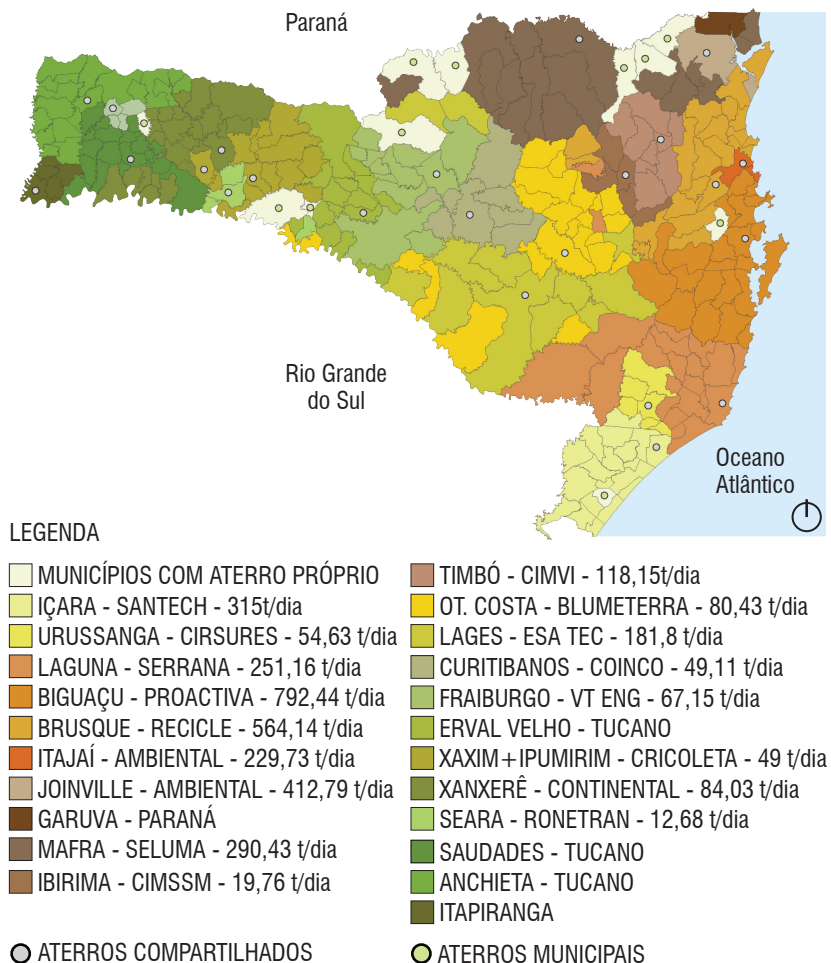 Paraná
Rio Grande
do Sul
Oceano
Atlântico
LEGENDA
MUNICÍPIOS COM ATERRO PRÓPRIO
IÇARA - SANTECH - 315t/dia
URUSSANGA - CIRSURES - 54,63 t/dia
LAGUNA - SERRANA - 251,16 t/dia
BIGUAÇU - PROACTIVA - 792,44 t/dia
BRUSQUE - RECICLE - 564,14 t/dia
ITAJAÍ - AMBIENTAL - 229,73 t/dia
JOINVILLE - AMBIENTAL - 412,79 t/dia
GARUVA - PARANÁ
MAFRA - SELUMA - 290,43 t/dia
IBIRIMA - CIMSSM - 19,76 t/dia
TIMBÓ - CIMVI - 118,15t/dia
OT. COSTA - BLUMETERRA - 80,43 t/dia
LAGES - ESA TEC - 181,8 t/dia
CURITIBANOS - COINCO - 49,11 t/dia
FRAIBURGO - VT ENG - 67,15 t/dia
ERVAL VELHO - TUCANO
XAXIM+IPUMIRIM - CRICOLETA - 49 t/dia
XANXERÊ - CONTINENTAL - 84,03 t/dia
SEARA - RONETRAN - 12,68 t/dia
SAUDADES - TUCANO
ANCHIETA - TUCANO
ITAPIRANGA
ATERROS COMPARTILHADOS
ATERROS MUNICIPAIS